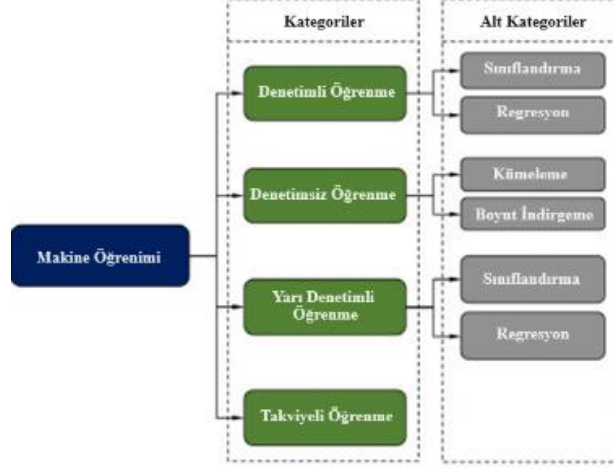 Kategoriler
Alt Kategoriler
Makine Öğrenimi
Denetimli Öğrenme
Sınıflandırma
Regresyon
Denetimsiz Öğrenme
Kümeleme
Boyut İndirgeme
Yarı Denetimli
Öğrenme
Sınıflandırma
Regresyon
Takviyeli Öğrenme